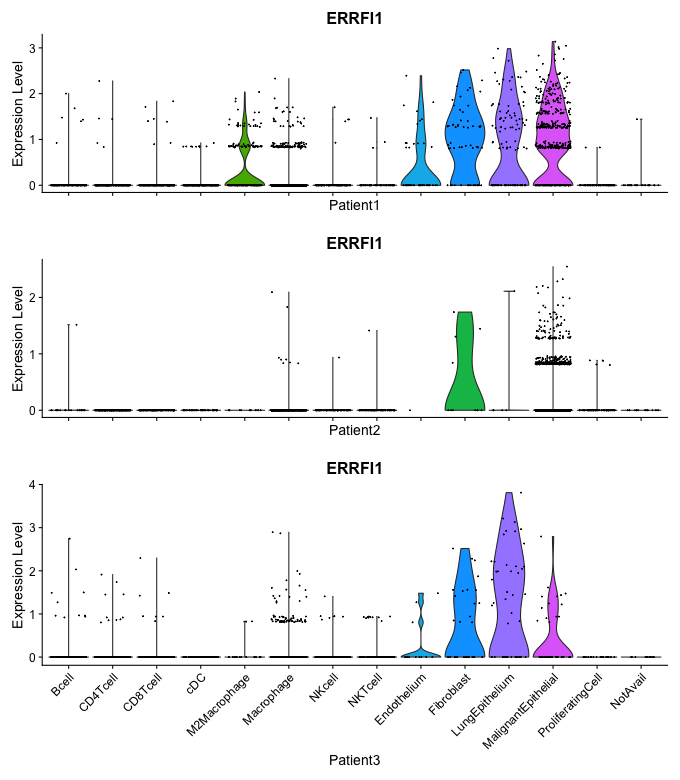 ERRFI1
Expression Level
3
2
1
0
Patient1
ERRFI1
Expression Level
2
1
0
Patient2
ERRFI1
Expression Level
4
3
2
1
0
Bcell
CD4Tcell
CD8Tcell
cDC
M2Macrophage
Macrophage
NKcell
NKTcell
Endothelium
Fibroblast
LungEpithelium
MalignantEpithelial
ProliferatingCell
NotAvail
Patient3